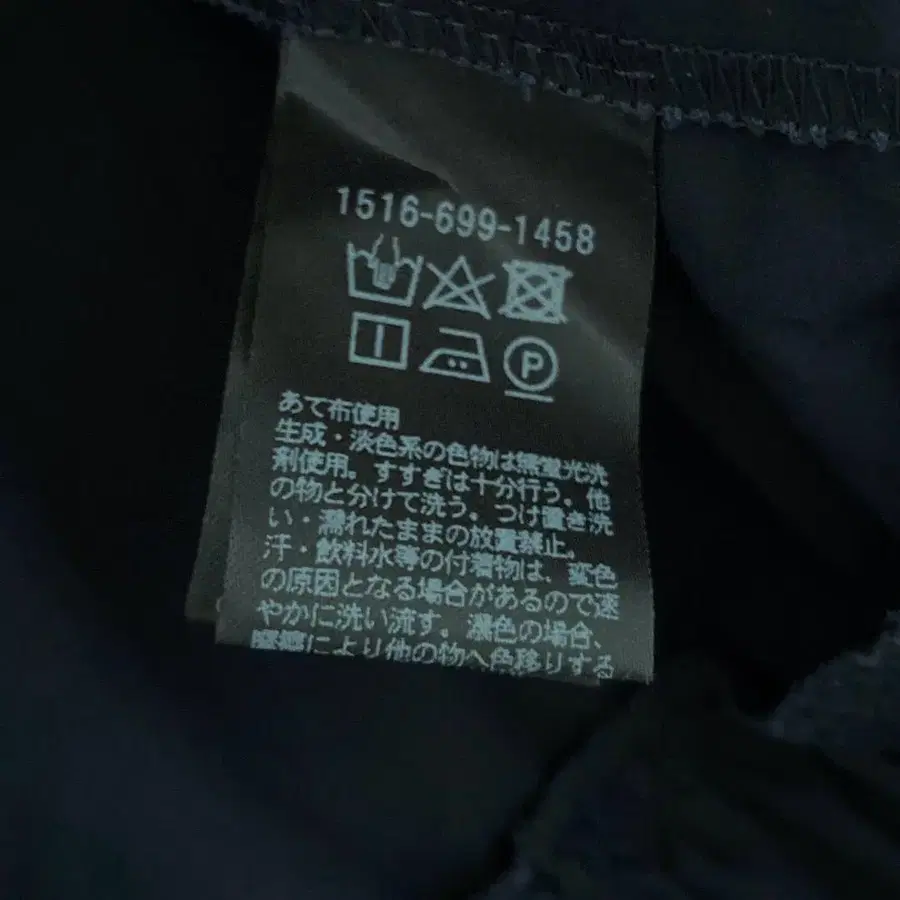 1516-699-1458
P
あて布使用
生成・淡色系の色物は無蛍光洗
剤使用。すすぎは十分行う。他
の物と分けて洗う。つけ置き洗
い・濡れたままの放置禁止。
汗・飲料水等の付着物は、変色
の原因となる場合があるので速
やかに洗い流す。濃色の場合、
摩擦により他の物へ色移りする